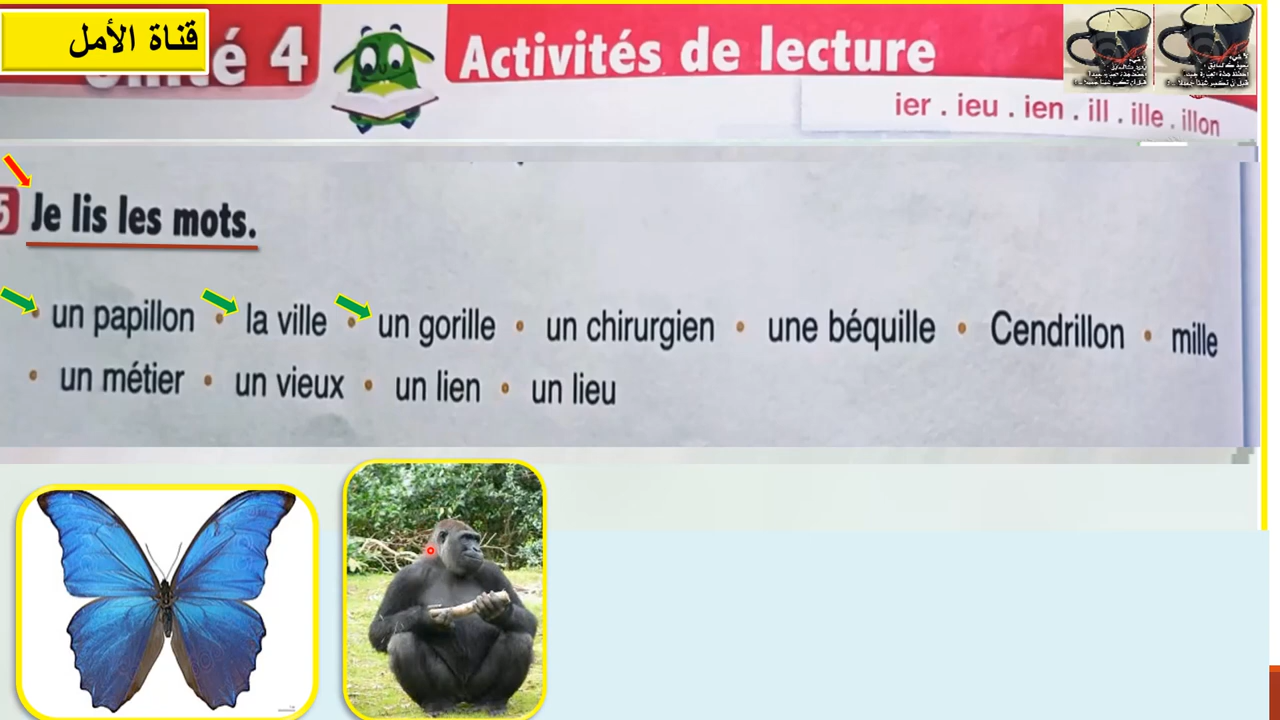 قناة الأمل
Unité 4
Activités de lecture
ier . ieu . ien . ill . ille . illon
5 Je lis les mots.
• un papillon • la ville • un gorille • un chirurgien • une béquille • Cendrillon • mille
• un métier • un vieux • un lien • un lieu